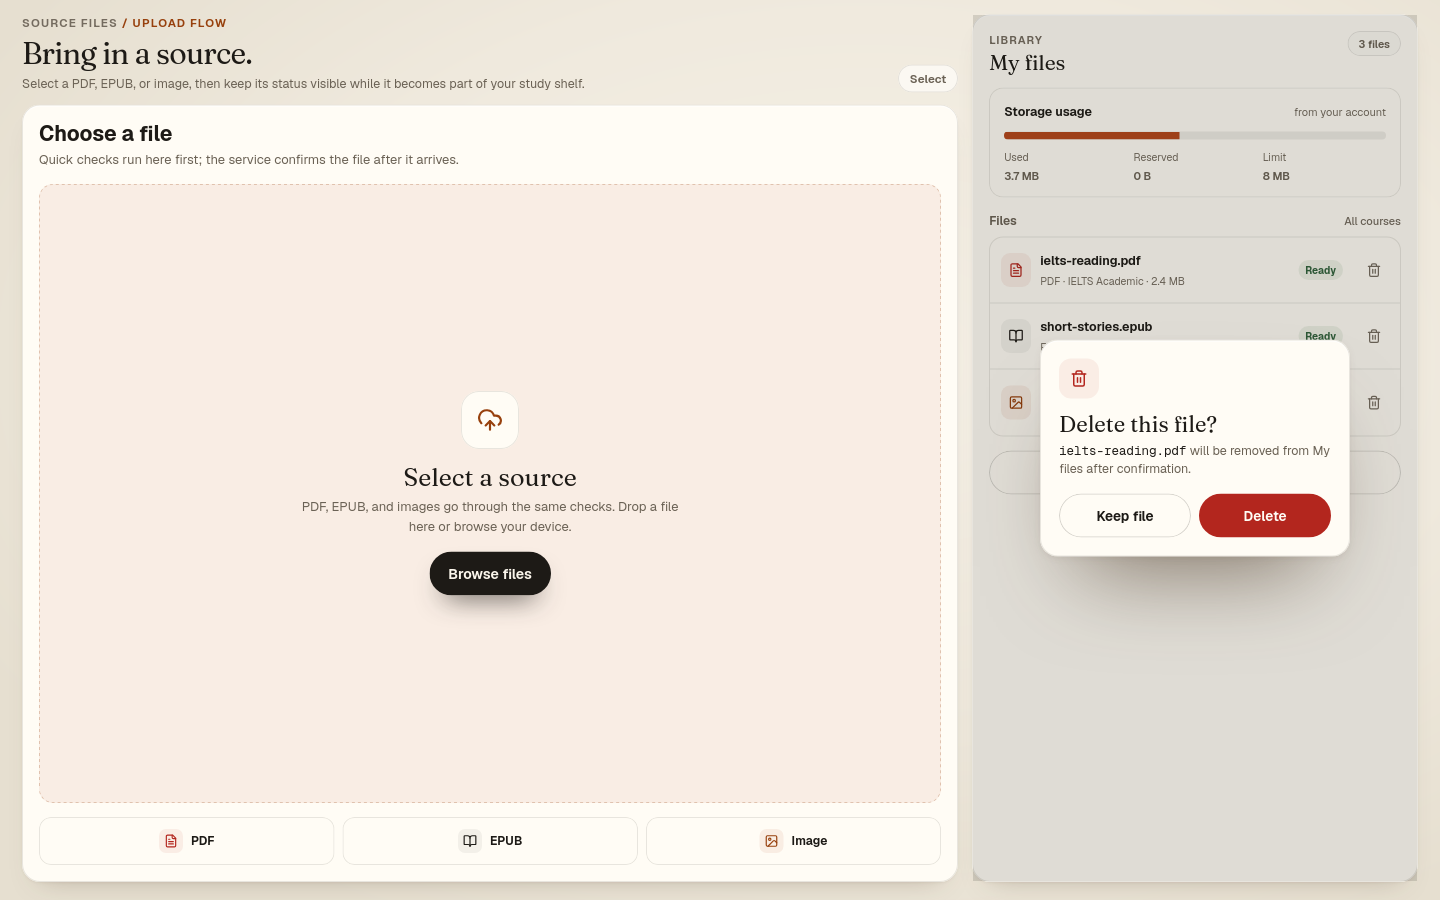 SOURCE FILES / UPLOAD FLOW
Bring in a source.
Select a PDF, EPUB, or image, then keep its status visible while it becomes part of your study shelf.
Select
Choose a file
Quick checks run here first; the service confirms the file after it arrives.
Select a source
PDF, EPUB, and images go through the same checks. Drop a file
here or browse your device.
Browse files
PDF
EPUB
Image
LIBRARY
My files
3 files
Storage usage
from your account
Used
Reserved
Limit
3.7 MB
0 B
8 MB
Files
All courses
ielts-reading.pdf
PDF · IELTS Academic · 2.4 MB
Ready
short-stories.epub
Ready
Delete this file?
ielts-reading.pdf will be removed from My
files after confirmation.
Keep file
Delete